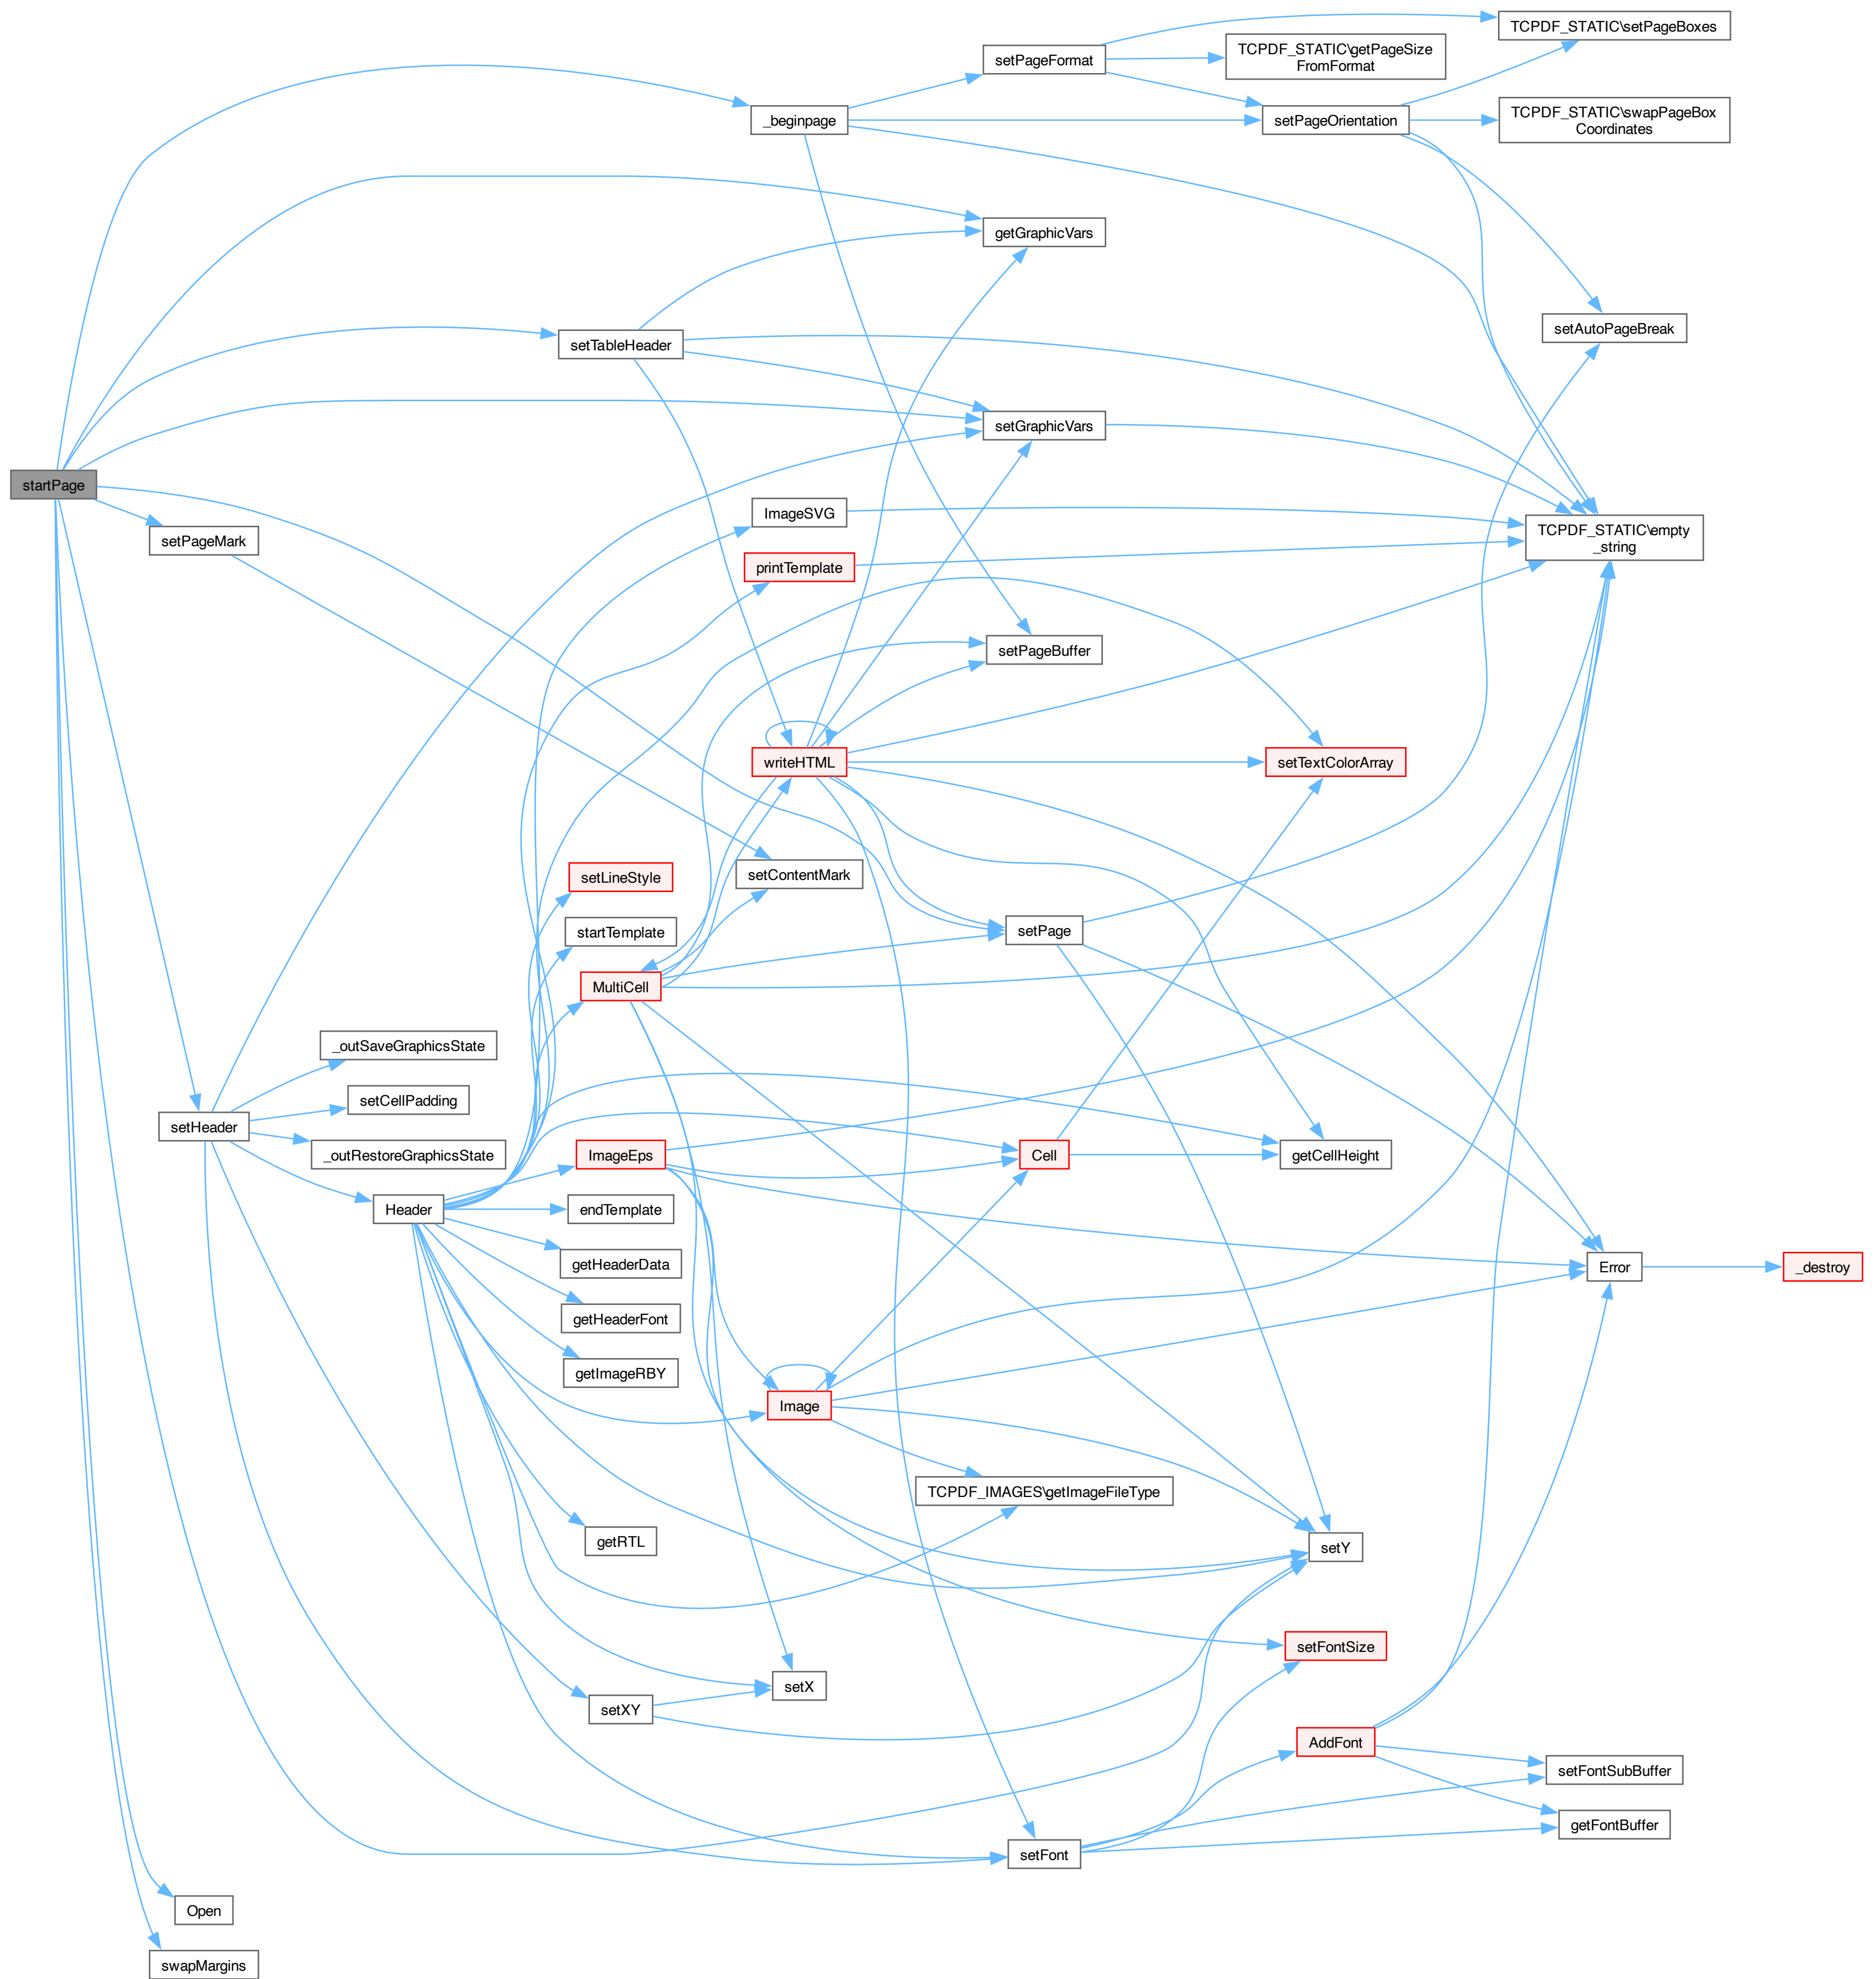 TCPDF_STATIC\setPageBoxes
setPageFormat
TCPDF_STATIC\getPageSize
FromFormat
_beginpage
setPageOrientation
TCPDF_STATIC\swapPageBox
Coordinates
getGraphicVars
setAutoPageBreak
setTableHeader
setGraphicVars
startPage
ImageSVG
setPageMark
TCPDF_STATIC\empty
_string
printTemplate
setPageBuffer
writeHTML
setTextColorArray
setLineStyle
setContentMark
startTemplate
setPage
MultiCell
_outSaveGraphicsState
setCellPadding
setHeader
_outRestoreGraphicsState
ImageEps
Cell
getCellHeight
Header
endTemplate
getHeaderData
Error
_destroy
getHeaderFont
getImageRBY
Image
TCPDF_IMAGES\getImageFileType
getRTL
setY
setFontSize
setX
setXY
AddFont
setFontSubBuffer
getFontBuffer
setFont
Open
swapMargins